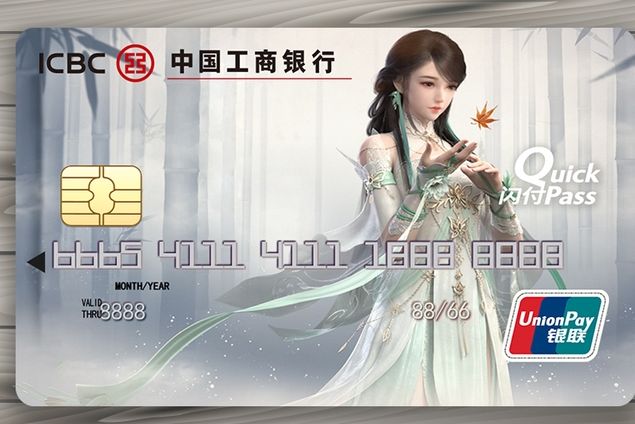 ICBC 中国工商银行
Quick
闪付Pass
6665 4111 4111 1888 8888
MONTH/YEAR
VALID
THRU 8888 88/66
UnionPay
银联